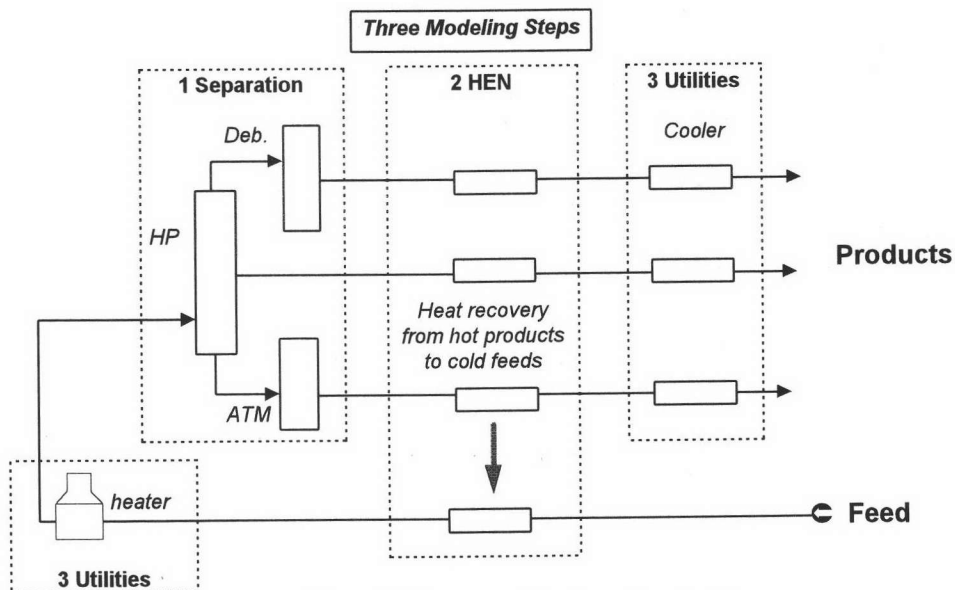 Three Modeling Steps
1 Separation
2 HEN
3 Utilities
Deb.
Cooler
HP
Products
Heat recovery
from hot products
to cold feeds
ATM
heater
Feed
3 Utilities